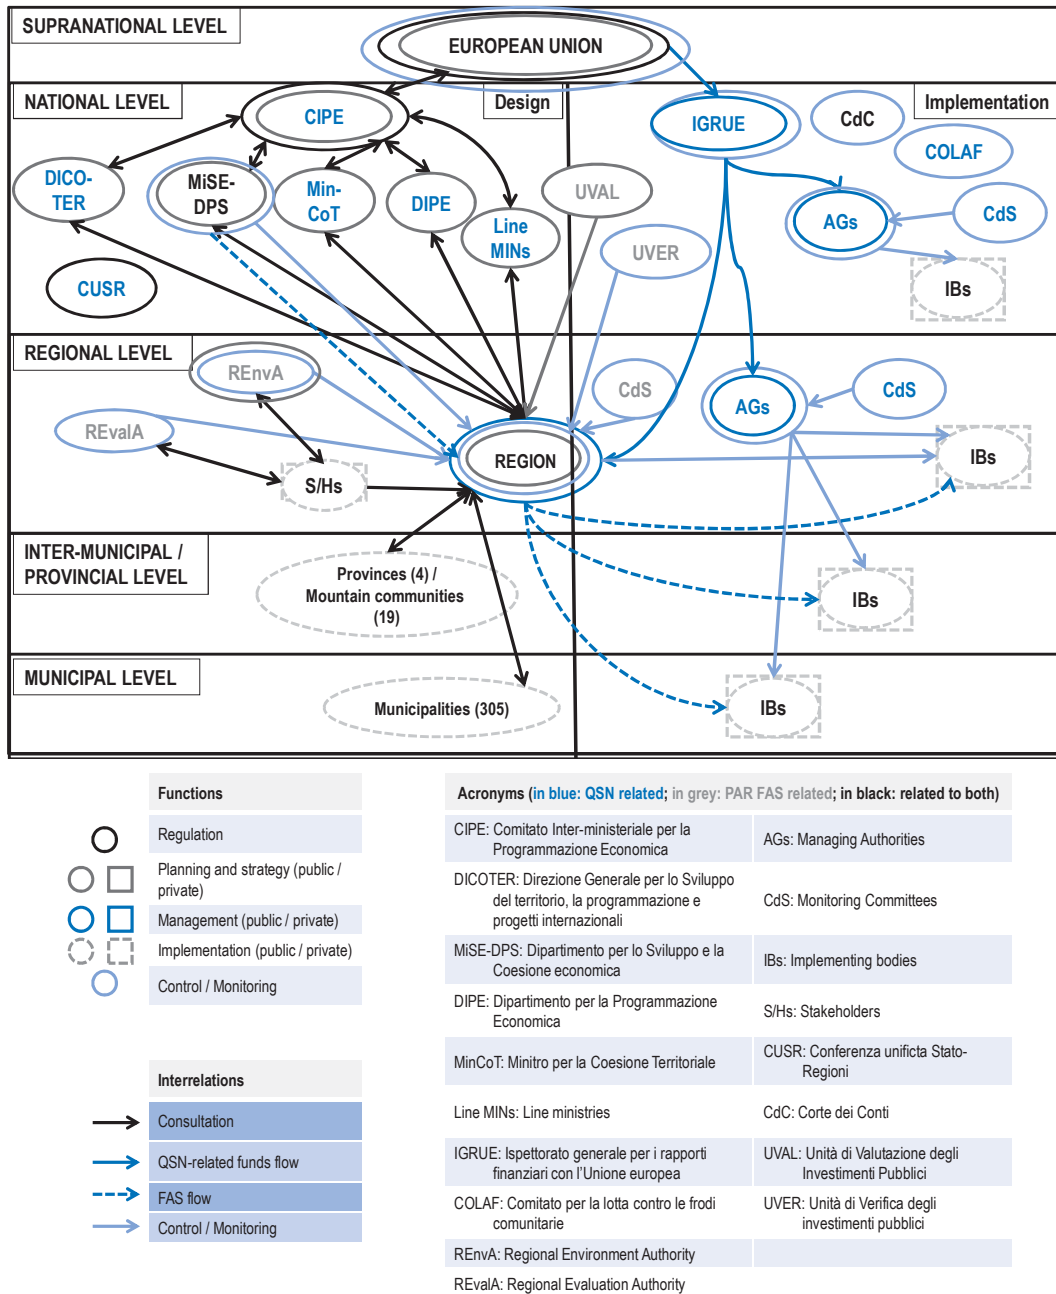 SUPRANATIONAL LEVEL
EUROPEAN UNION
NATIONAL LEVEL
Design
Implementation
CIPE
IGRUE
CdC
COLAF
DICO-
TER
MiSE-
DPS
Min-
CoT
DIPE
UVAL
Line
MINs
UVER
AGs
CdS
IBs
CUSR
REGIONAL LEVEL
REnvA
REvalA
S/Hs
REGION
CdS
AGs
CdS
IBs
INTER-MUNICIPAL /
PROVINCIAL LEVEL
Provinces (4) /
Mountain communities
(19)
IBs
MUNICIPAL LEVEL
Municipalities (305)
IBs
Functions
Regulation
Planning and strategy (public /
private)
Management (public / private)
Implementation (public / private)
Control / Monitoring
Interrelations
Consultation
QSN-related funds flow
FAS flow
Control / Monitoring
Acronyms (in blue: QSN related; in grey: PAR FAS related; in black: related to both)
CIPE: Comitato Inter-ministeriale per la
Programmazione Economica
AGs: Managing Authorities
DICOTER: Direzione Generale per lo Sviluppo
del territorio, la programmazione e
progetti internazionali
CdS: Monitoring Committees
MiSE-DPS: Dipartimento per lo Sviluppo e la
Coesione economica
IBs: Implementing bodies
DIPE: Dipartimento per la Programmazione
Economica
S/Hs: Stakeholders
MinCoT: Minitro per la Coesione Territoriale
CUSR: Conferenza unificta Stato-
Regioni
Line MINs: Line ministries
CdC: Corte dei Conti
IGRUE: Ispettorato generale per i rapporti
finanziari con l'Unione europea
UVAL: Unità di Valutazione degli
Investimenti Pubblici
COLAF: Comitato per la lotta contro le frodi
comunitarie
UVER: Unità di Verifica degli
investimenti pubblici
REnvA: Regional Environment Authority
REvalA: Regional Evaluation Authority